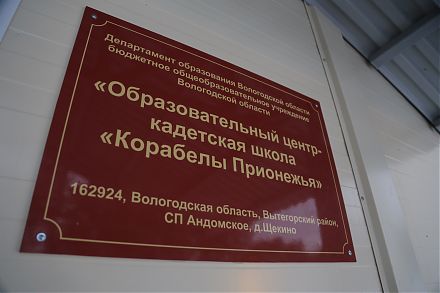 Департамент образования Вологодской области
бюджетное общеобразовательное учреждение
Вологодской области
«Образовательный центр-
кадетская школа
«Корабелы Прионежья»
162924, Вологодская область, Вытегорский район,
СП Андомское, д.Щекино